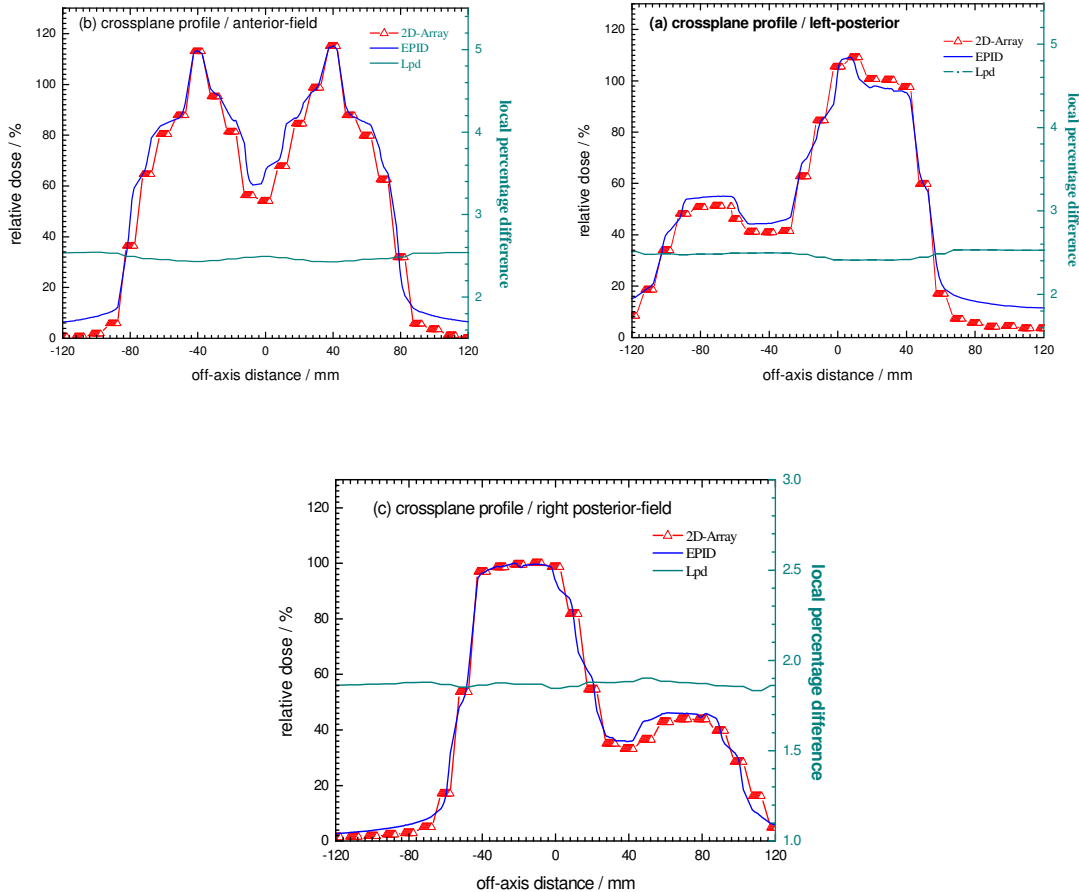 (b) crossplane profile / anterior-field
2D-Array
EPID
Lpd
120
100
80
60
40
20
0
relative dose / %
-120
-80
-40
0
40
80
120
off-axis distance / mm
5
4
3
2
local percentage difference
(a) crossplane profile / left-posterior
2D-Array
EPID
Lpd
120
100
80
60
40
20
0
relative dose / %
-120
-80
-40
0
40
80
120
off-axis distance / mm
5
4
3
2
local percentage difference
(c) crossplane profile / right posterior-field
2D-Array
EPID
Lpd
120
100
80
60
40
20
0
relative dose / %
-120
-80
-40
0
40
80
120
off-axis distance / mm
3.0
2.5
2.0
1.5
1.0
local percentage difference